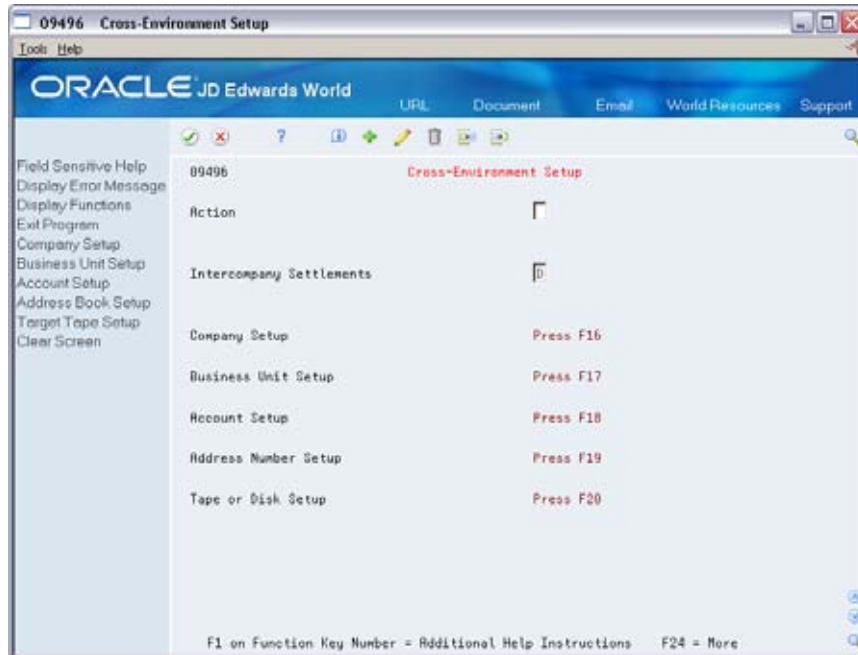 09496 Cross-Environment Setup
Tools Help
ORACLE JD Edwards World
URL Document Email World Resources Support
Field Sensitive Help
Display Error Message
Display Functions
Exit Program
Company Setup
Business Unit Setup
Account Setup
Address Book Setup
Target Tape Setup
Clear Screen
09496 Cross-Environment Setup
Action
Intercompany Settlements D
Company Setup Press F16
Business Unit Setup Press F17
Account Setup Press F18
Address Number Setup Press F19
Tape or Disk Setup Press F20
F1 on Function Key Number = Additional Help Instructions F24 = More